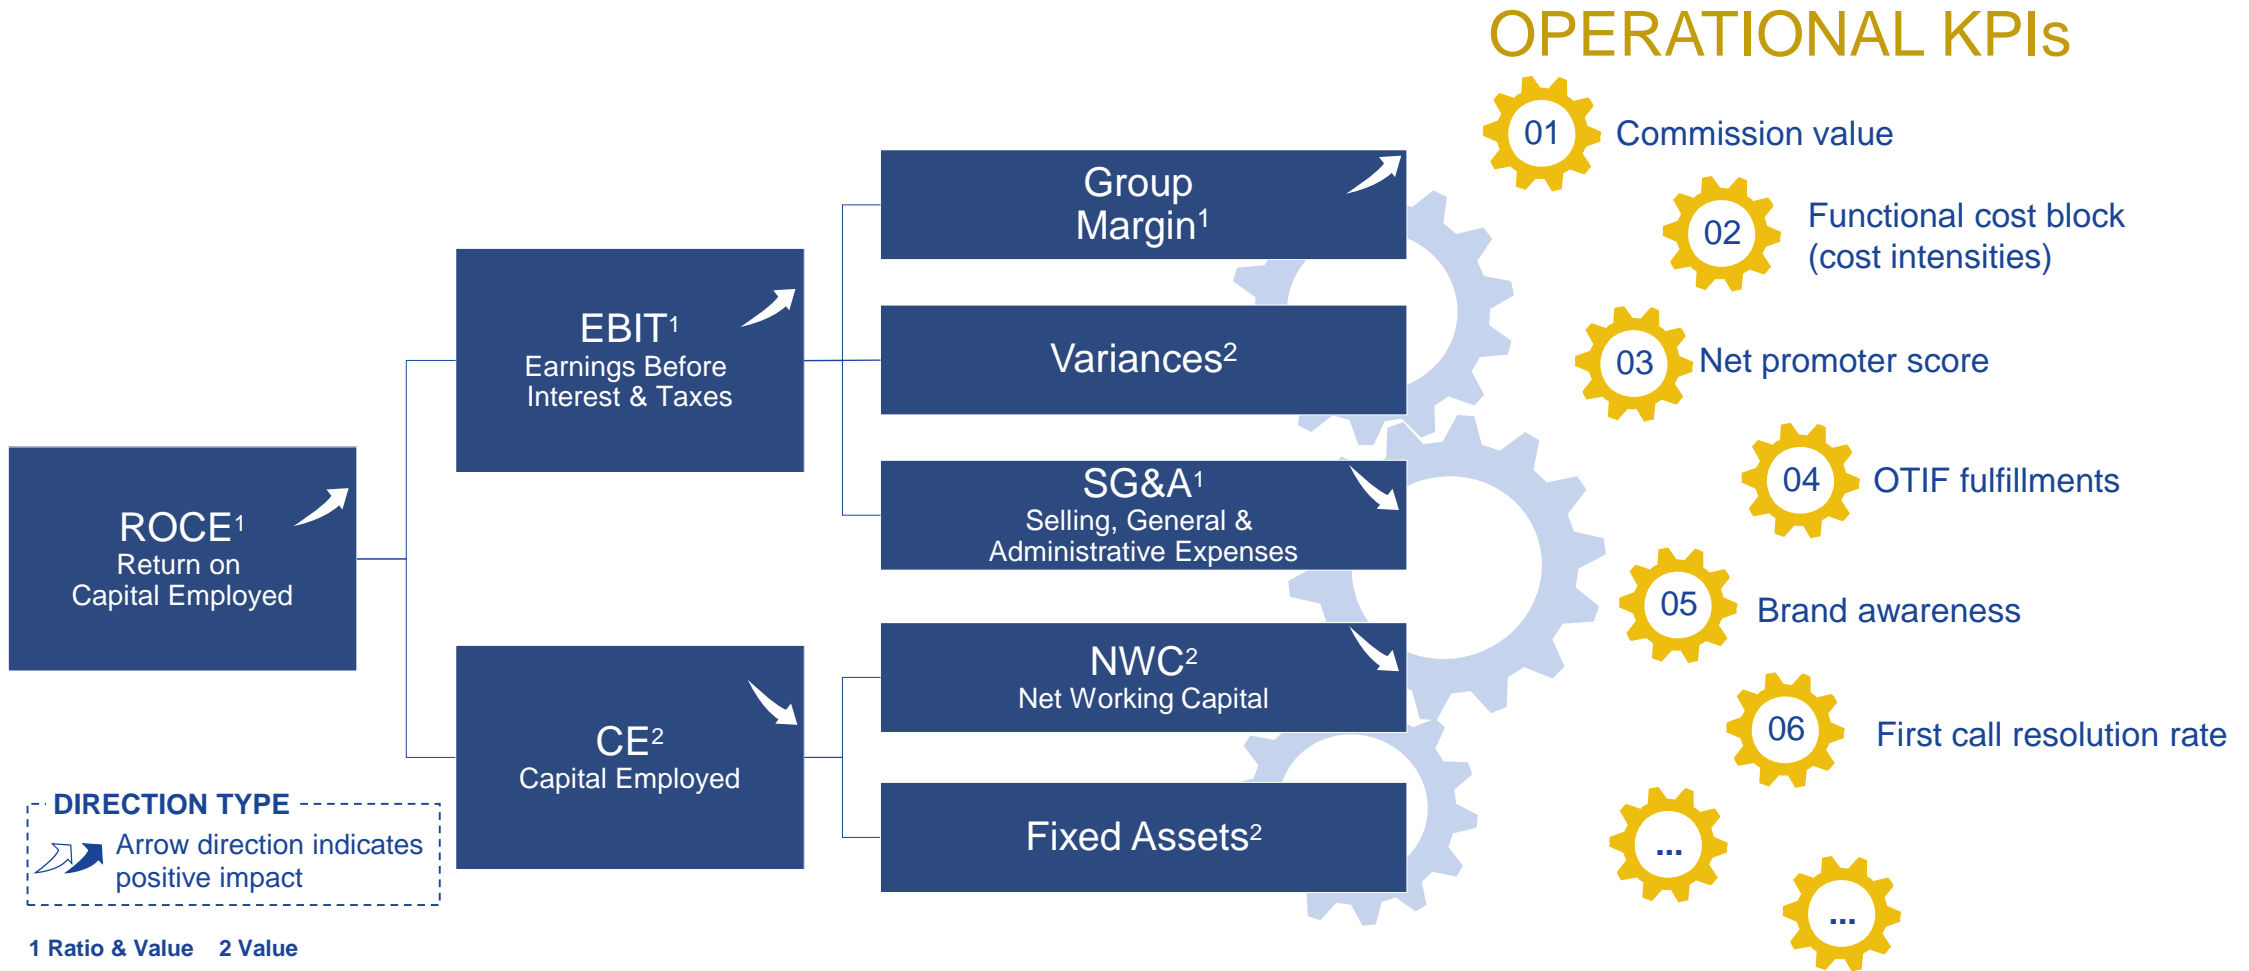 OPERATIONAL KPIs
ROCE¹
Return on
Capital Employed
EBIT¹
Earnings Before
Interest & Taxes
CE²
Capital Employed
Group
Margin¹
Variances²
SG&A¹
Selling, General &
Administrative Expenses
NWC²
Net Working Capital
Fixed Assets²
01 Commission value
02 Functional cost block
(cost intensities)
03 Net promoter score
04 OTIF fulfillments
05 Brand awareness
06 First call resolution rate
...
...
DIRECTION TYPE
Arrow direction indicates
positive impact
1 Ratio & Value 2 Value